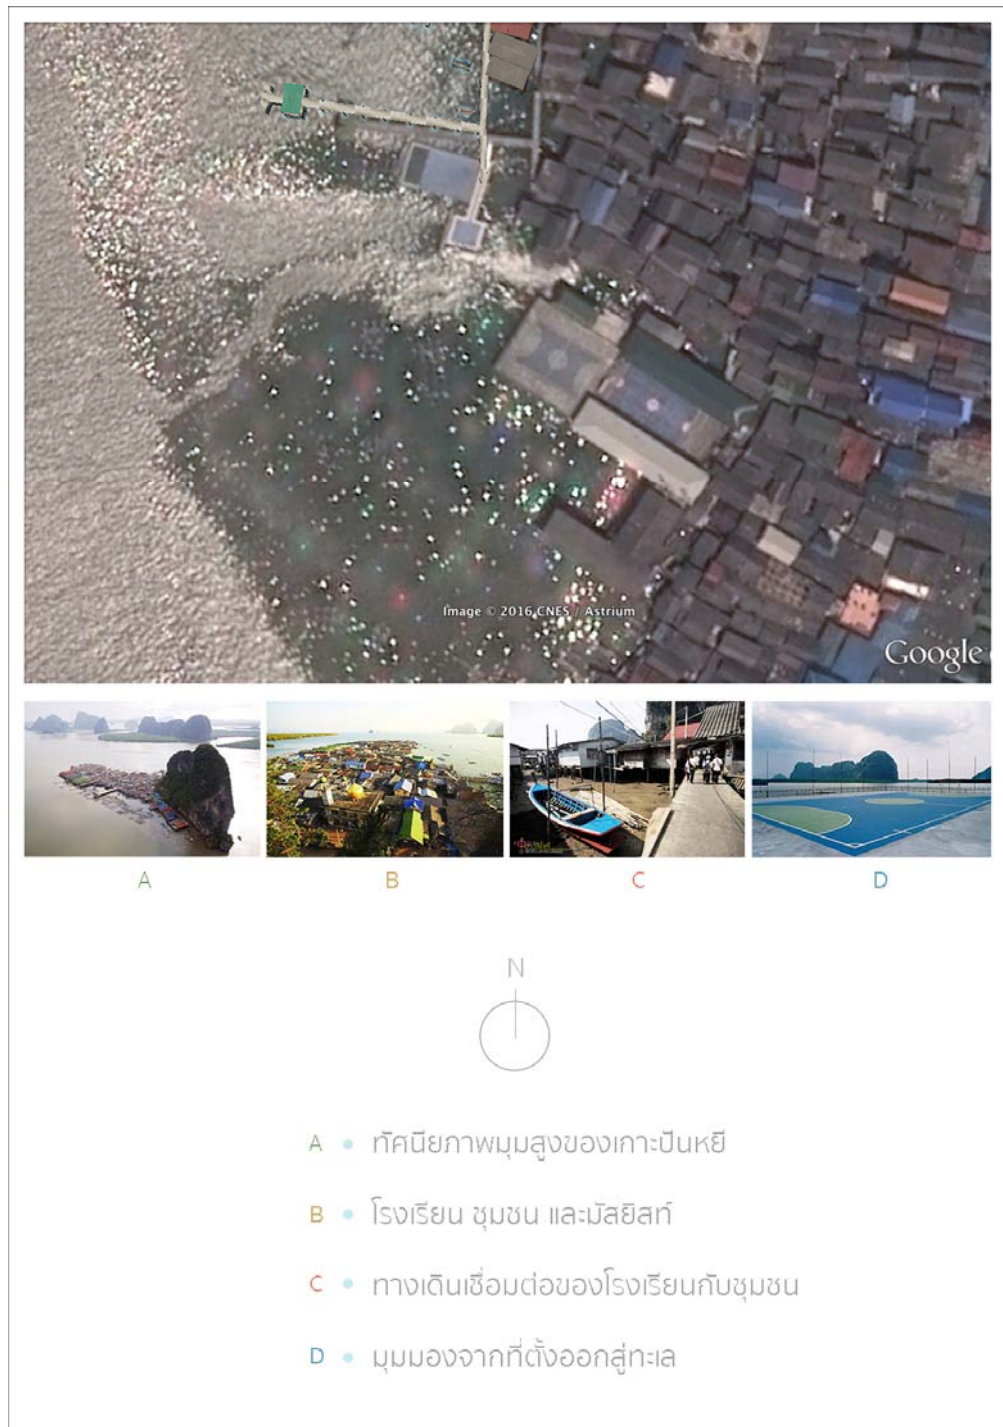 Image © 2016 CNES / Astrium
Google
A
B
C
D
N
A • ทัศนียภาพมุมสูงของเกาะปันหยี
B • โรงเรียน ชุมชน และมัสยิสท์
C • ทางเดินเชื่อมต่อของโรงเรียนกับชุมชน
D • มุมมองจากที่ตั้งออกสู่ทะเล